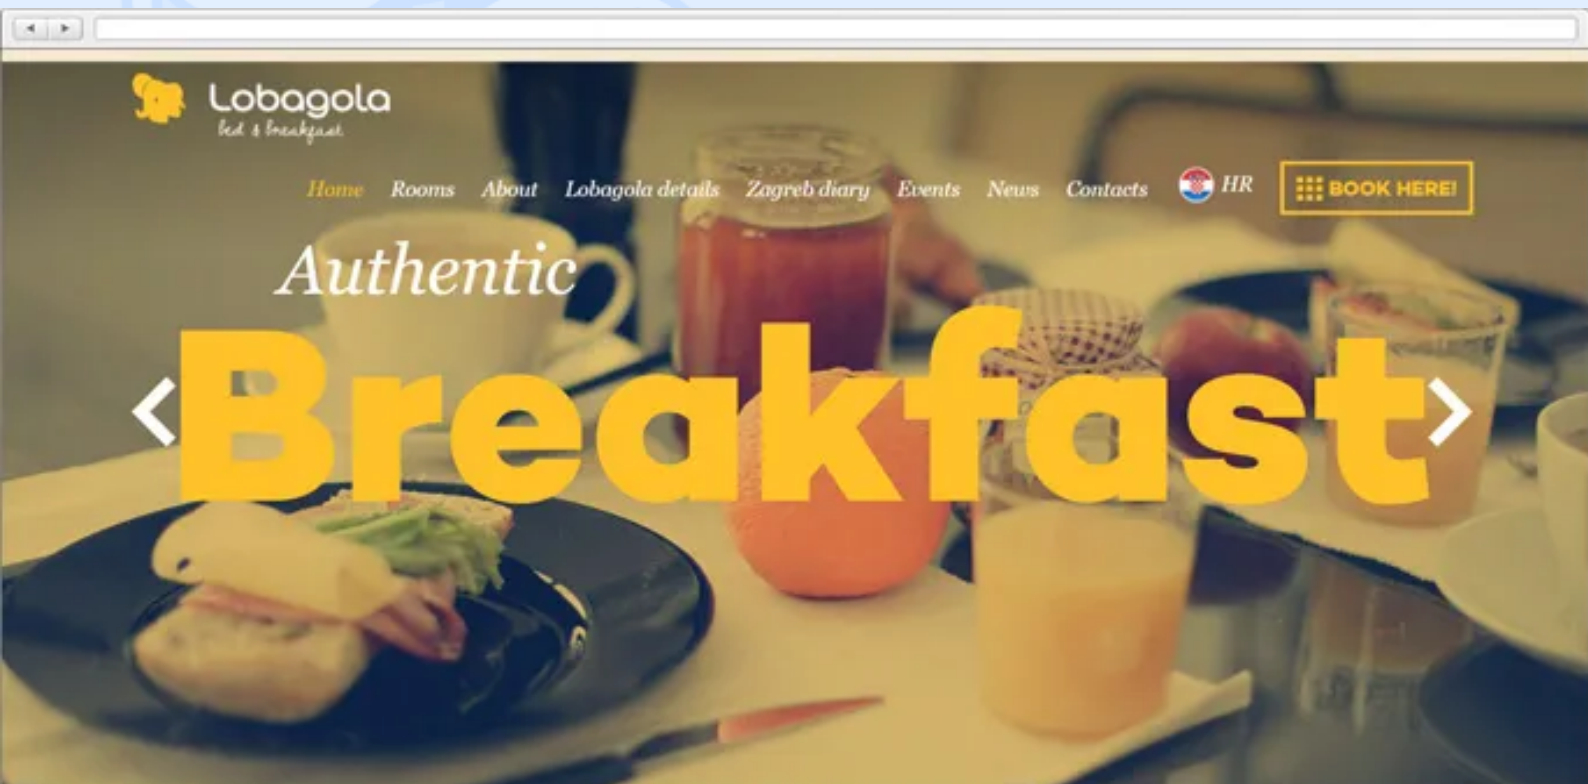 Lobagola
bed & breakfast
Home Rooms About Lobagola details Zagreb diary Events News Contacts HR BOOK HERE!
Authentic
Breakfast